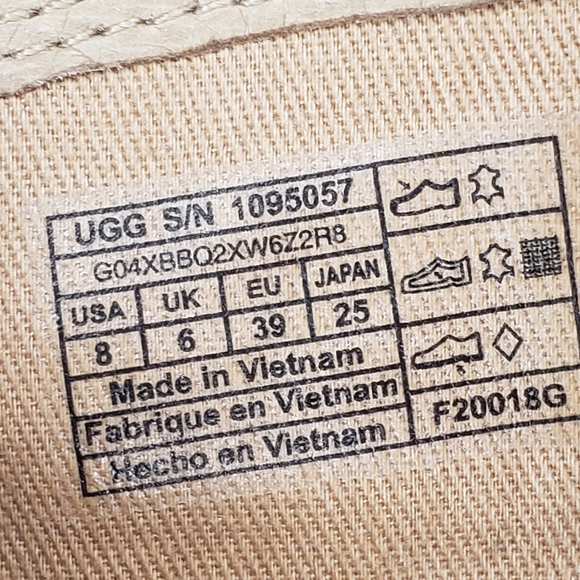 UGG S/N 1095057
G04XBBQ2XW6Z2R8
USA UK EU JAPAN
8 6 39 25
Made in Vietnam
Fabrique en Vietnam
Hecho en Vietnam
F20018G